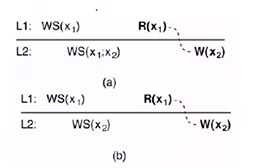 L1: WS(x₁) R(x₁)
L2: WS(x₁;x₂) W(x₂)
(a)
L1: WS(x₁) R(x₁)
L2: WS(x₂) W(x₂)
(b)